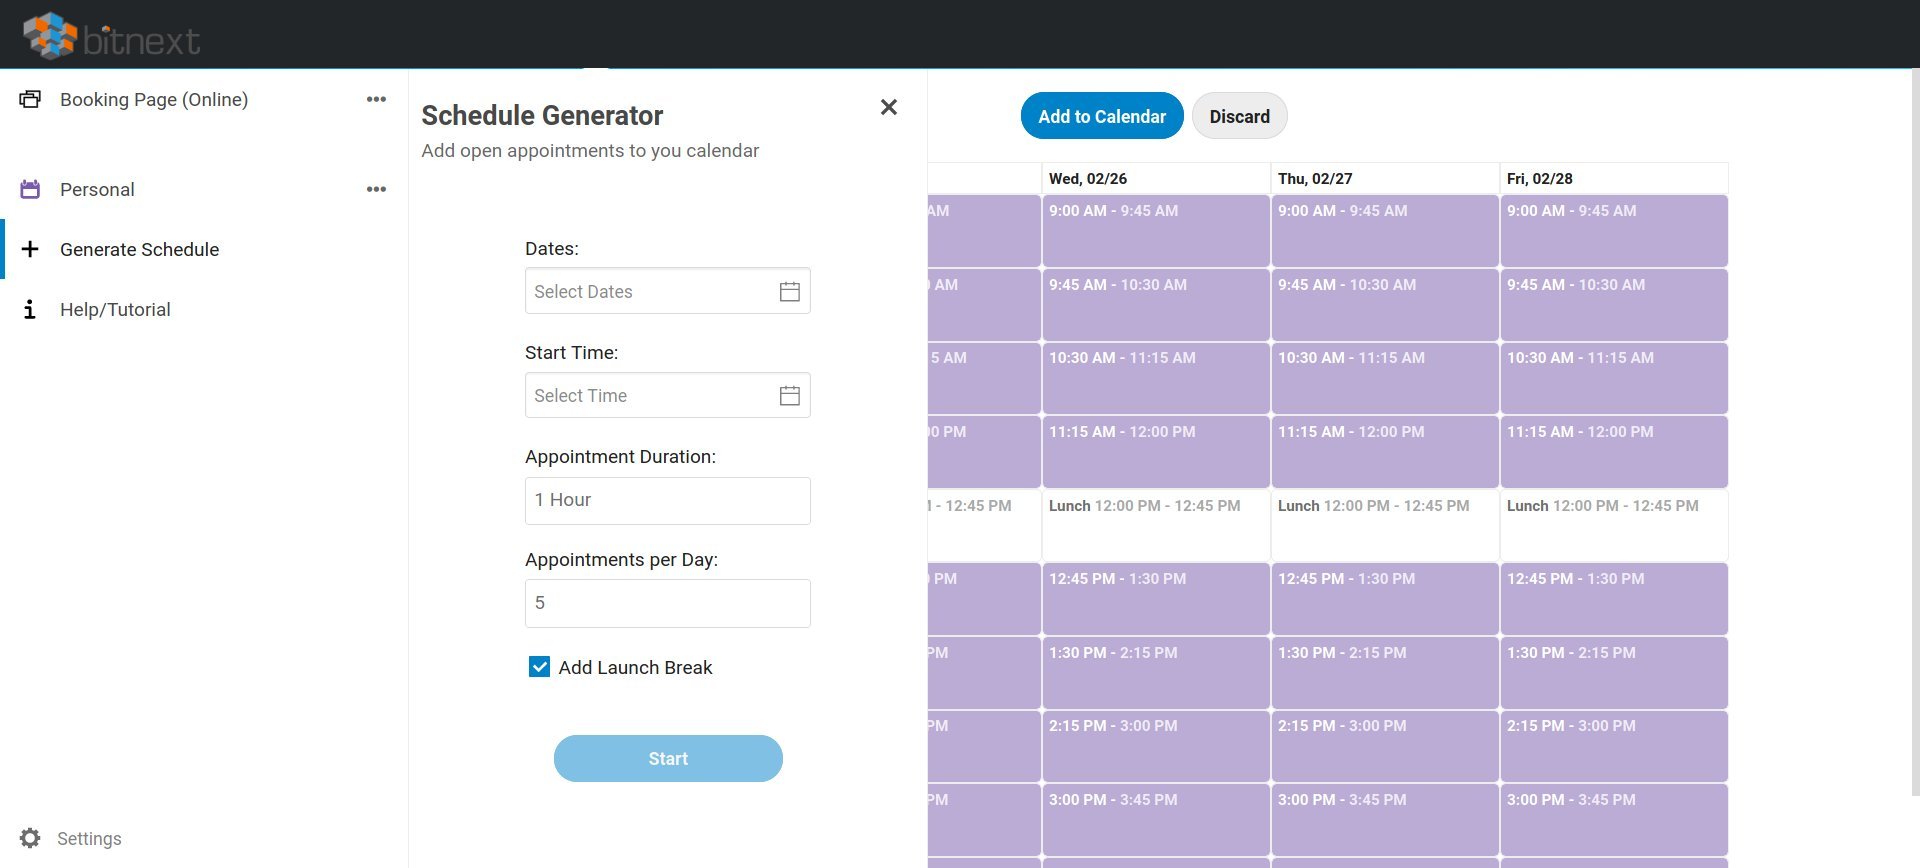 bitnext
Booking Page (Online)
Personal
Generate Schedule
Help/Tutorial
Settings
Schedule Generator
Add open appointments to you calendar
Dates:
Select Dates
Start Time:
Select Time
Appointment Duration:
1 Hour
Appointments per Day:
5
Add Launch Break
Start
Add to Calendar Discard
Wed, 02/26 Thu, 02/27 Fri, 02/28
AM 9:00 AM - 9:45 AM 9:00 AM - 9:45 AM 9:00 AM - 9:45 AM
AM 9:45 AM - 10:30 AM 9:45 AM - 10:30 AM 9:45 AM - 10:30 AM
5 AM 10:30 AM - 11:15 AM 10:30 AM - 11:15 AM 10:30 AM - 11:15 AM
0 PM 11:15 AM - 12:00 PM 11:15 AM - 12:00 PM 11:15 AM - 12:00 PM
- 12:45 PM Lunch 12:00 PM - 12:45 PM Lunch 12:00 PM - 12:45 PM Lunch 12:00 PM - 12:45 PM
PM 12:45 PM - 1:30 PM 12:45 PM - 1:30 PM 12:45 PM - 1:30 PM
PM 1:30 PM - 2:15 PM 1:30 PM - 2:15 PM 1:30 PM - 2:15 PM
PM 2:15 PM - 3:00 PM 2:15 PM - 3:00 PM 2:15 PM - 3:00 PM
PM 3:00 PM - 3:45 PM 3:00 PM - 3:45 PM 3:00 PM - 3:45 PM